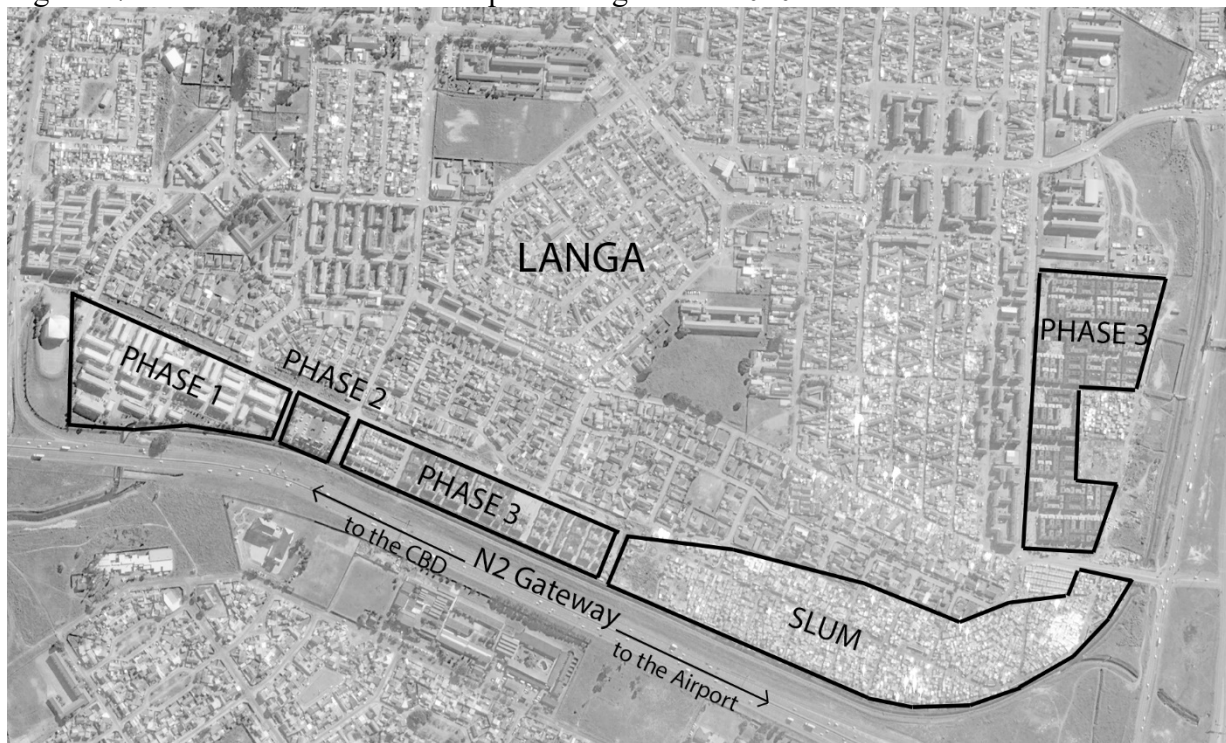 LANGA
PHASE 3
PHASE 2
PHASE 1
PHASE 3
to the CBD
N2 Gateway
SLUM
to the Airport